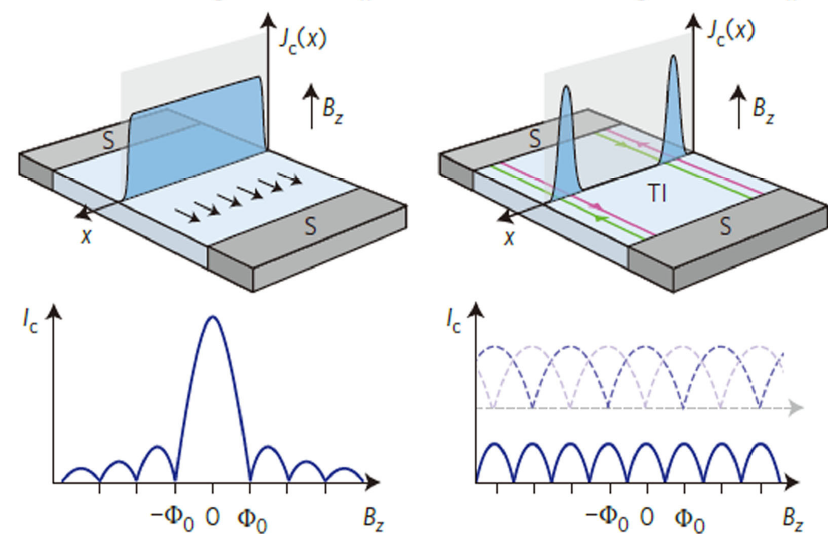 J_c(x)
B_z
S
x
S
J_c(x)
B_z
S
TI
x
S
I_c
−Φ_0 0 Φ_0 B_z
I_c
−Φ_0 0 Φ_0 B_z